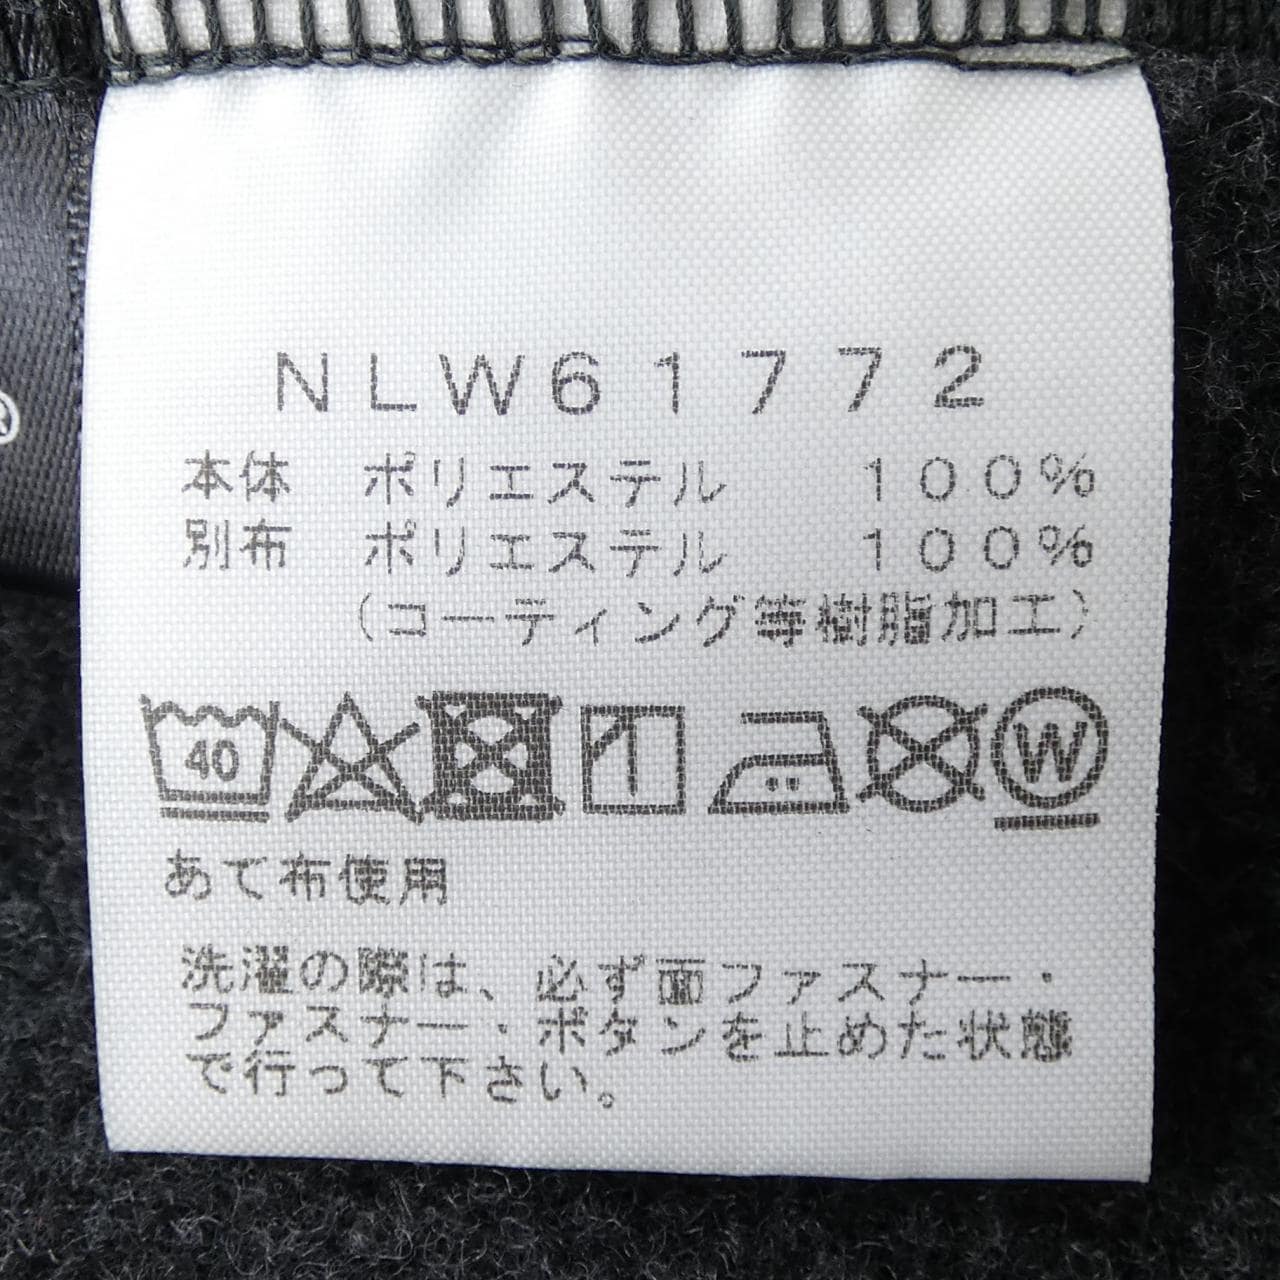 ®
NLW61772
本体 ポリエステル 100%
別布 ポリエステル 100%
(コーティング等樹脂加工)
40 W
あて布使用
洗濯の際は、必ず面ファスナー・
ファスナー・ボタンを止めた状態
で行って下さい。